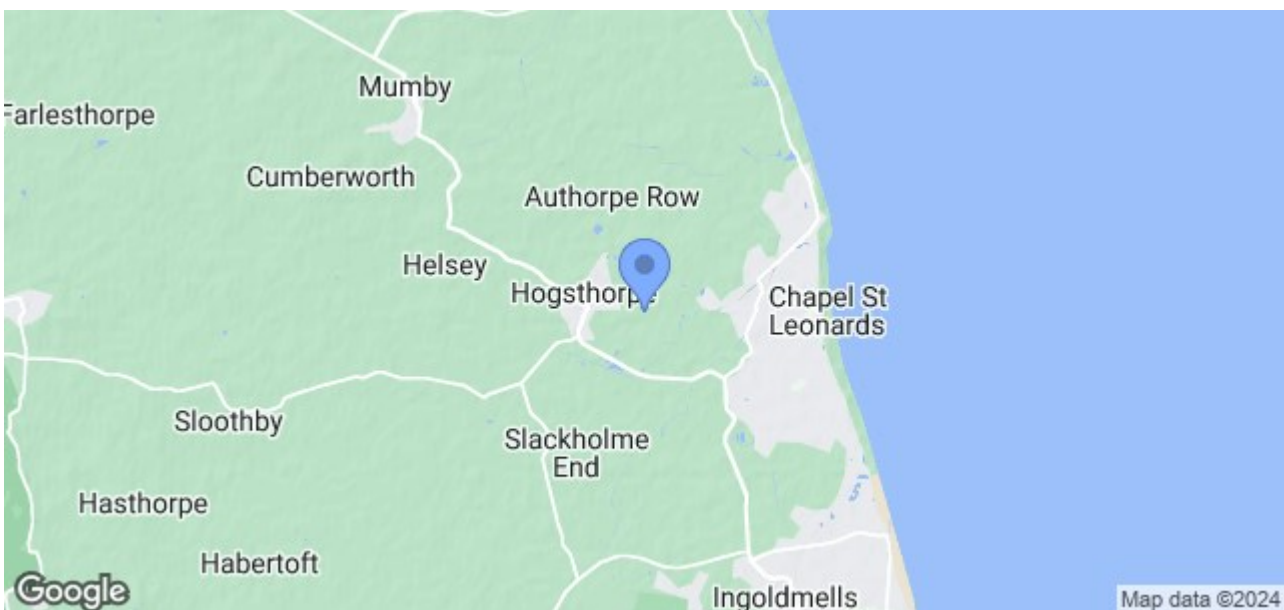 Mumby
Farlesthorpe
Cumberworth
Authorpe Row
Helsey
Hogsthorpe
Chapel St
Leonards
Sloothby
Slackholme
End
Hasthorpe
Habertoft
Ingoldmells
Google
Map data ©2024